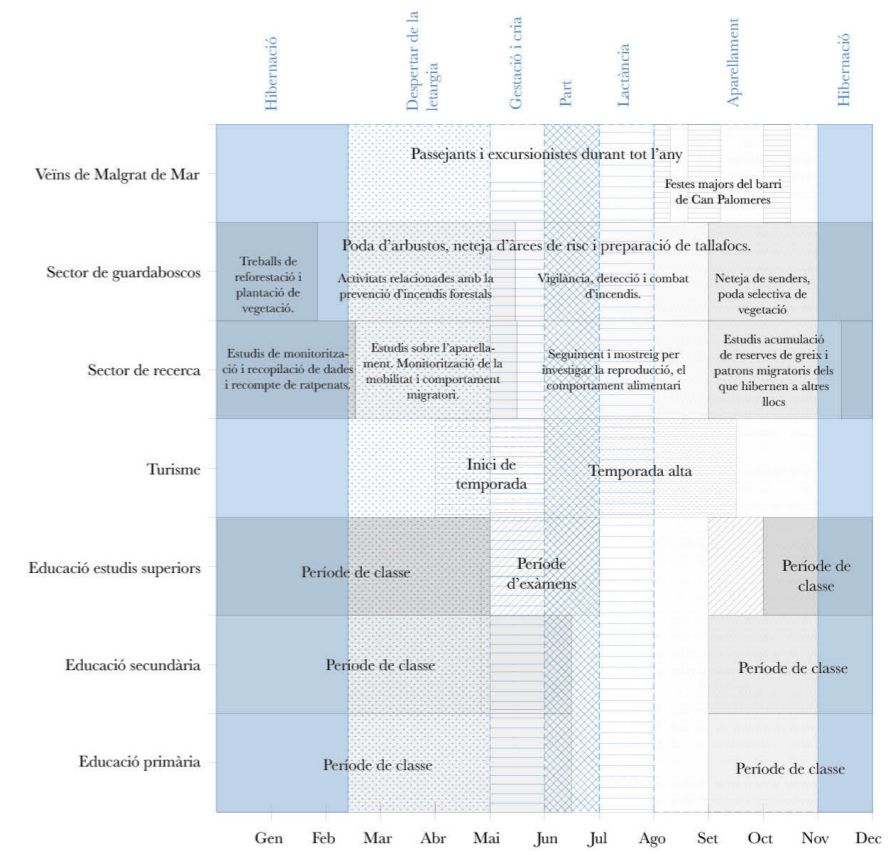 Hibernació
Despertar de la
letargia
Gestació i cria
Part
Lactància
Aparellament
Hibernació
Veïns de Malgrat de Mar
Passejants i excursionistes durant tot l’any
Festes majors del barri
de Can Palomeres
Sector de guardaboscos
Poda d’arbustos, neteja d’àrees de risc i preparació de tallafocs.
Treballs de
reforestació i
plantació de
vegetació.
Activitats relacionades amb la
prevenció d’incendis forestals
Vigilància, detecció i combat
d’incendis.
Neteja de senders,
poda selectiva de
vegetació
Sector de recerca
Estudis de monitoritza-
ció i recopilació de dades
i recompte de ratpenats.
Estudis sobre l’aparella-
ment. Monitorització de la
mobilitat i comportament
migratori.
Seguiment i mostreig per
investigar la reproducció, el
comportament alimentari
Estudis acumulació
de reserves de greix i
patrons migratoris dels
que hibernen a altres
llocs
Turisme
Inici de
temporada
Temporada alta
Educació estudis superiors
Període de classe
Període
d’exàmens
Període de
classe
Educació secundària
Període de classe
Període de classe
Educació primària
Període de classe
Període de classe
Gen Feb Mar Abr Mai Jun Jul Ago Set Oct Nov Dec